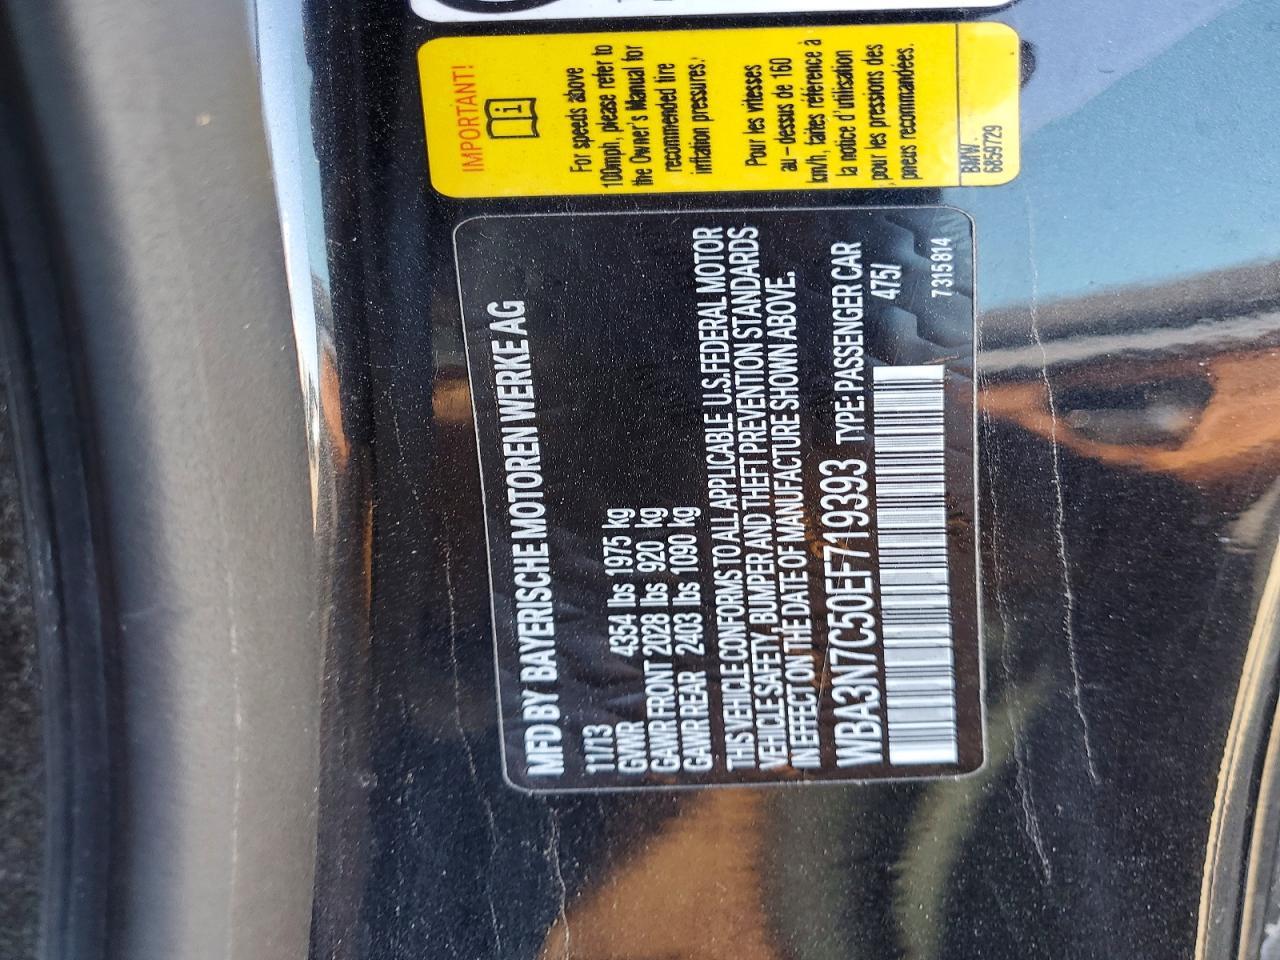 IMPORTANT!
For speeds above
100mph, please refer to
the Owner's Manual for
recommended tire
infition pressures.
Pour les vitesses
au-dessus de 160
km/h, faites référence à
la notice d'utilisation
pour les pressions des
pneus recommandées.
BMW.
6859729
MFD BY BAYERISCHE MOTOREN WERKE AG
11/13
GVWR 4354 lbs 1975 kg
GAWR FRONT 2028 lbs 920 kg
GAWR REAR 2403 lbs 1090 kg
THIS VEHICLE CONFORMS TO ALL APPLICABLE U.S. FEDERAL MOTOR
VEHICLE SAFETY, BUMPER AND THEFT PREVENTION STANDARDS
IN EFFECT ON THE DATE OF MANUFACTURE SHOWN ABOVE.
WBA3N7C50EF719393 TYPE: PASSENGER CAR
475/
7315814